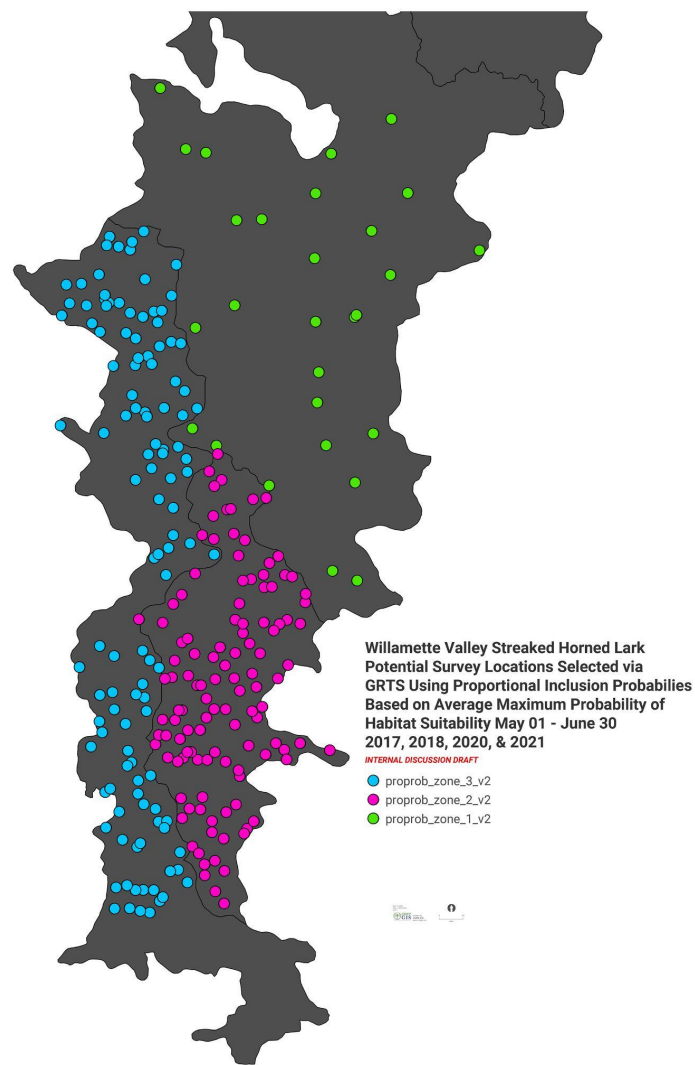 Willamette Valley Streaked Horned Lark
Potential Survey Locations Selected via
GRTS Using Proportional Inclusion Probabilies
Based on Average Maximum Probability of
Habitat Suitability May 01 - June 30
2017, 2018, 2020, & 2021
INTERNAL DISCUSSION DRAFT
proprob_zone_3_v2
proprob_zone_2_v2
proprob_zone_1_v2